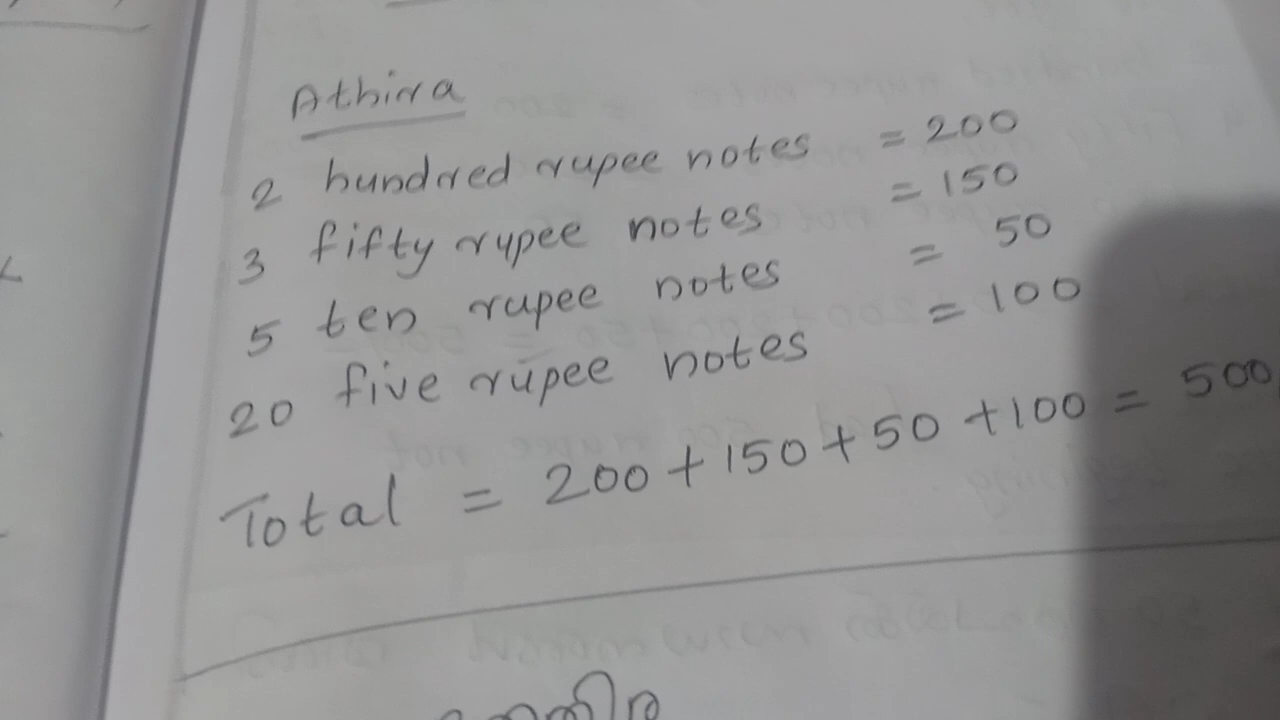 Athira
2 hundred rupee notes = 200
3 fifty rupee notes = 150
5 ten rupee notes = 50
20 five rupee notes = 100
Total = 200 + 150 + 50 + 100 = 500